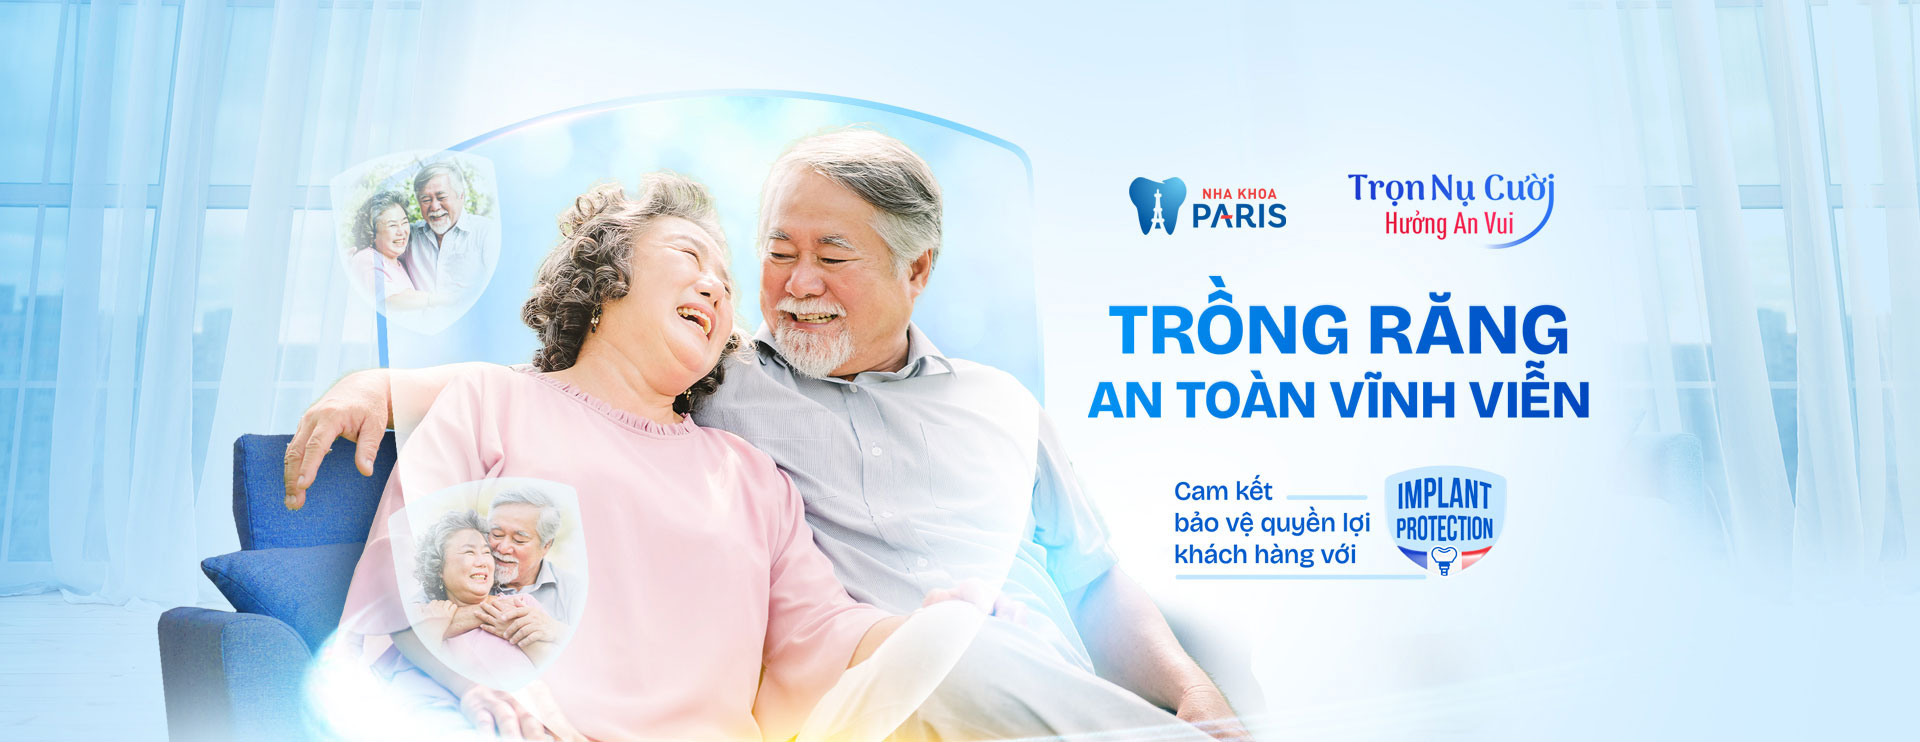 NHA KHOA
PARIS
Trọn Nụ Cười
Hưởng An Vui
TRỒNG RĂNG
AN TOÀN VĨNH VIỄN
Cam kết
bảo vệ quyền lợi
khách hàng với
IMPLANT
PROTECTION